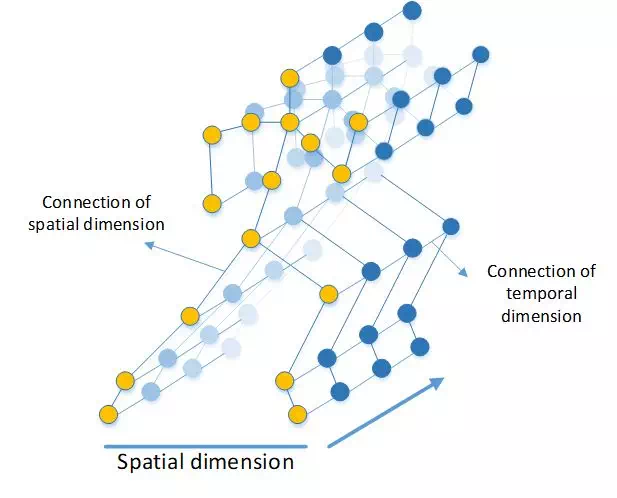 Connection of
spatial dimension
Connection of
temporal
dimension
Spatial dimension